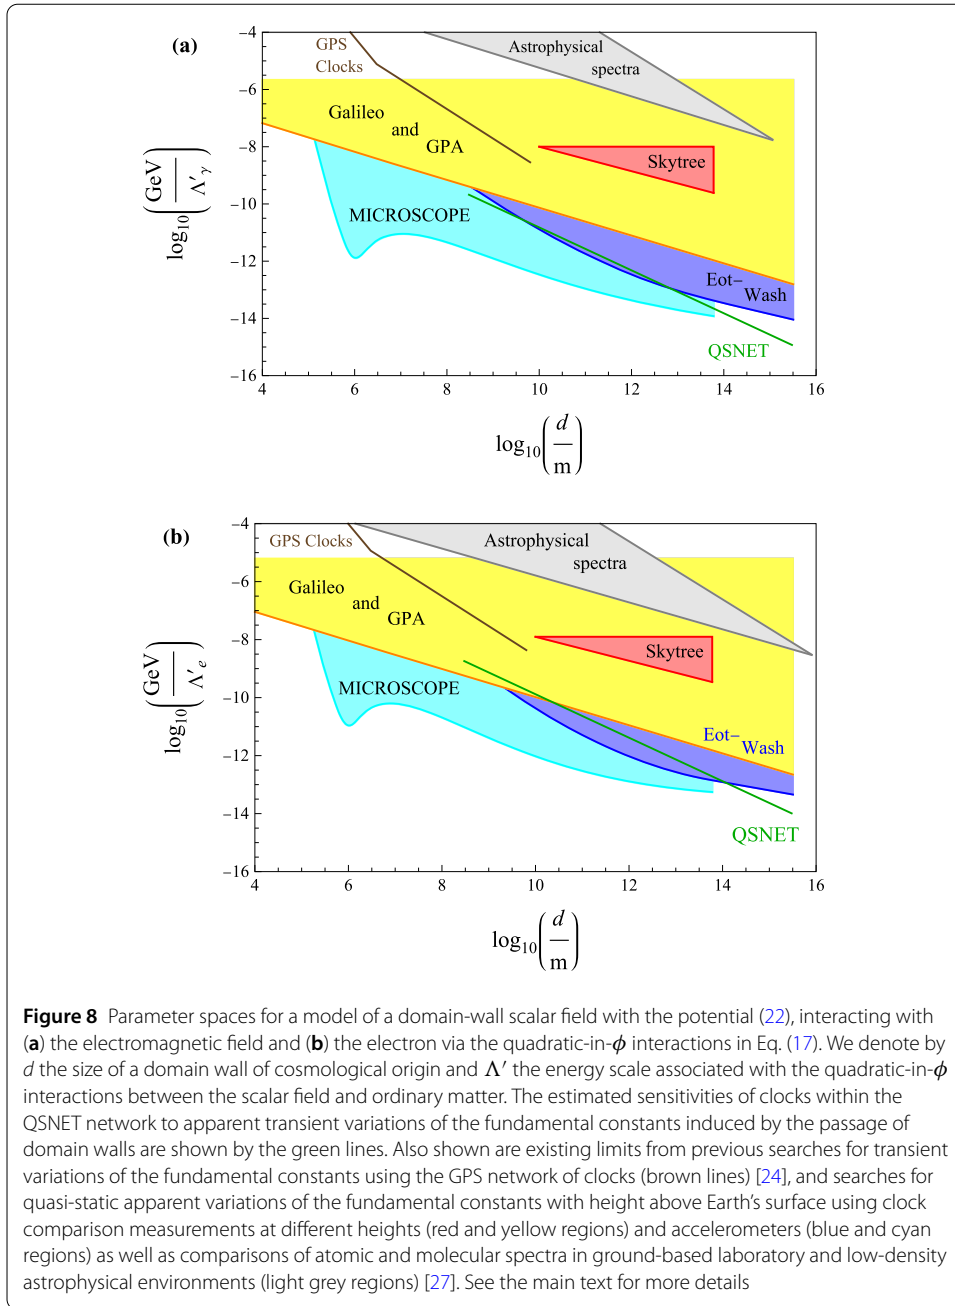 (a)
−4
−6
−8
−10
−12
−14
−16
4
6
8
10
12
14
16
GPS
Clocks
Astrophysical
spectra
Galileo
and
GPA
Skytree
MICROSCOPE
Eot−
Wash
QSNET
log10(GeV/Λ′γ)
log10(d/m)
(b)
−4
−6
−8
−10
−12
−14
−16
4
6
8
10
12
14
16
GPS Clocks
Astrophysical
spectra
Galileo
and
GPA
Skytree
MICROSCOPE
Eot−
Wash
QSNET
log10(GeV/Λ′e)
log10(d/m)
Figure 8 Parameter spaces for a model of a domain-wall scalar field with the potential (22), interacting with
(a) the electromagnetic field and (b) the electron via the quadratic-in-ϕ interactions in Eq. (17). We denote by
d the size of a domain wall of cosmological origin and Λ′ the energy scale associated with the quadratic-in-ϕ
interactions between the scalar field and ordinary matter. The estimated sensitivities of clocks within the
QSNET network to apparent transient variations of the fundamental constants induced by the passage of
domain walls are shown by the green lines. Also shown are existing limits from previous searches for transient
variations of the fundamental constants using the GPS network of clocks (brown lines) [24], and searches for
quasi-static apparent variations of the fundamental constants with height above Earth's surface using clock
comparison measurements at different heights (red and yellow regions) and accelerometers (blue and cyan
regions) as well as comparisons of atomic and molecular spectra in ground-based laboratory and low-density
astrophysical environments (light grey regions) [27]. See the main text for more details